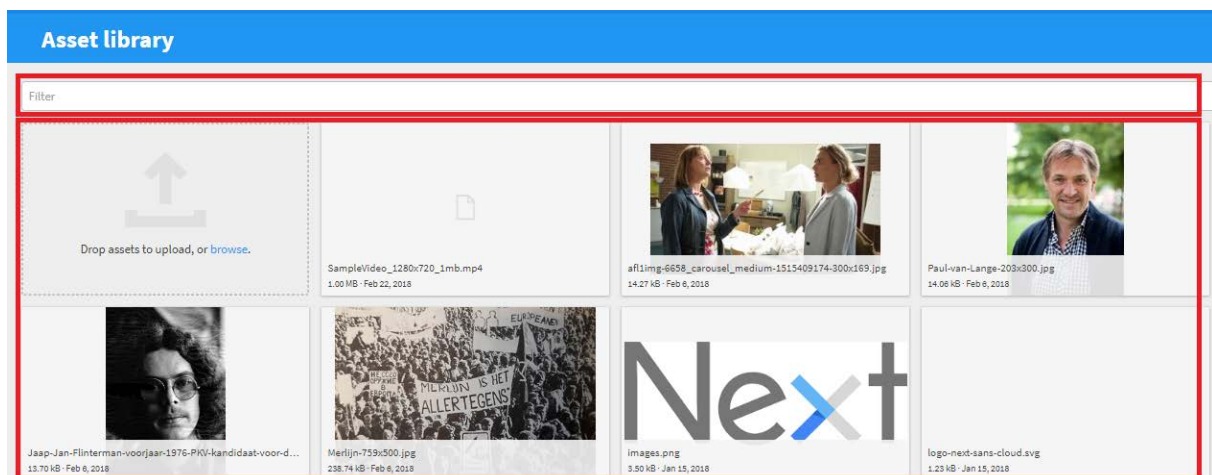 Asset library
Filter
Drop assets to upload, or browse.
SampleVideo_1280x720_1mb.mp4
1.00 MB · Feb 22, 2018
afl1img-6658_carousel_medium-1515409174-300x169.jpg
14.27 kB · Feb 6, 2018
Paul-van-Lange-203x300.jpg
14.06 kB · Feb 6, 2018
EUROPEANEN
MERLIJN IS HET
ALLERTEGENS
Next
Jaap-Jan-Flinterman-voorjaar-1976-PKV-kandidaat-voor-d...
13.70 kB · Feb 6, 2018
Merlijn-759x500.jpg
238.74 kB · Feb 6, 2018
images.png
3.50 kB · Jan 15, 2018
logo-next-sans-cloud.svg
1.23 kB · Jan 15, 2018